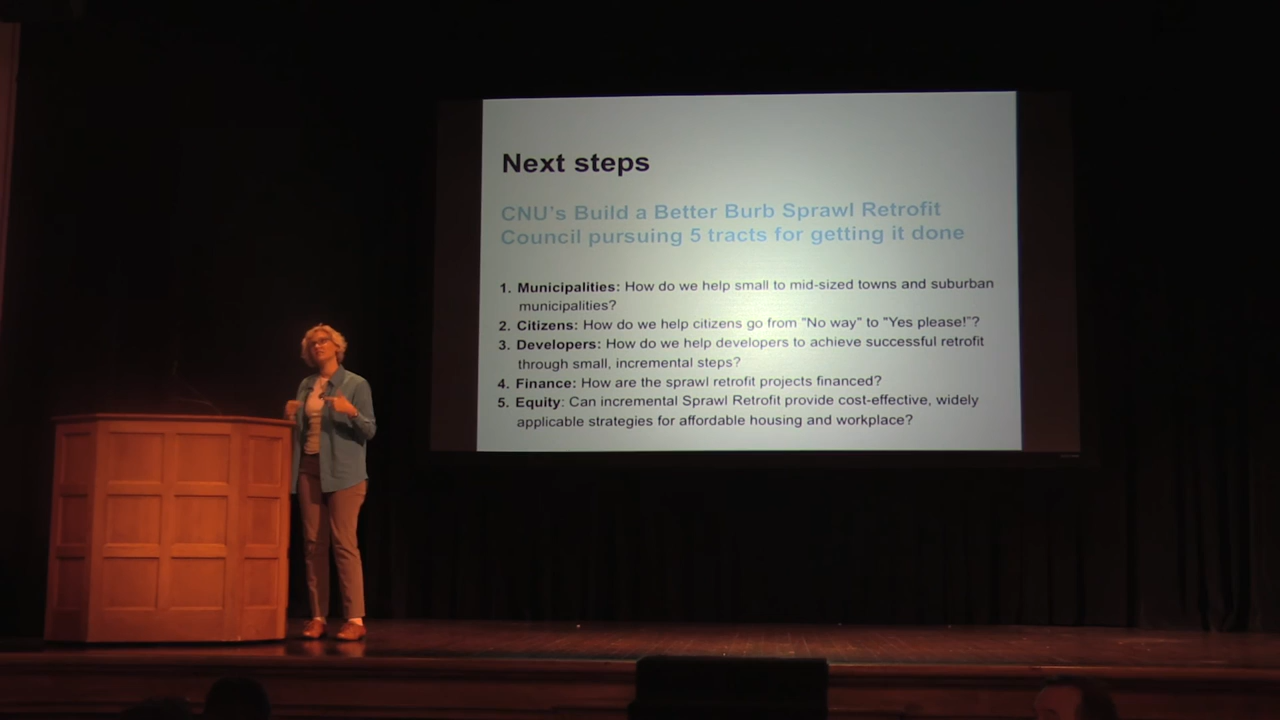 Next steps
CNU's Build a Better Burb Sprawl Retrofit
Council pursuing 5 tracts for getting it done
1. Municipalities: How do we help small to mid-sized towns and suburban
municipalities?
2. Citizens: How do we help citizens go from "No way" to "Yes please!"?
3. Developers: How do we help developers to achieve successful retrofit
through small, incremental steps?
4. Finance: How are the sprawl retrofit projects financed?
5. Equity: Can incremental Sprawl Retrofit provide cost-effective, widely
applicable strategies for affordable housing and workplace?